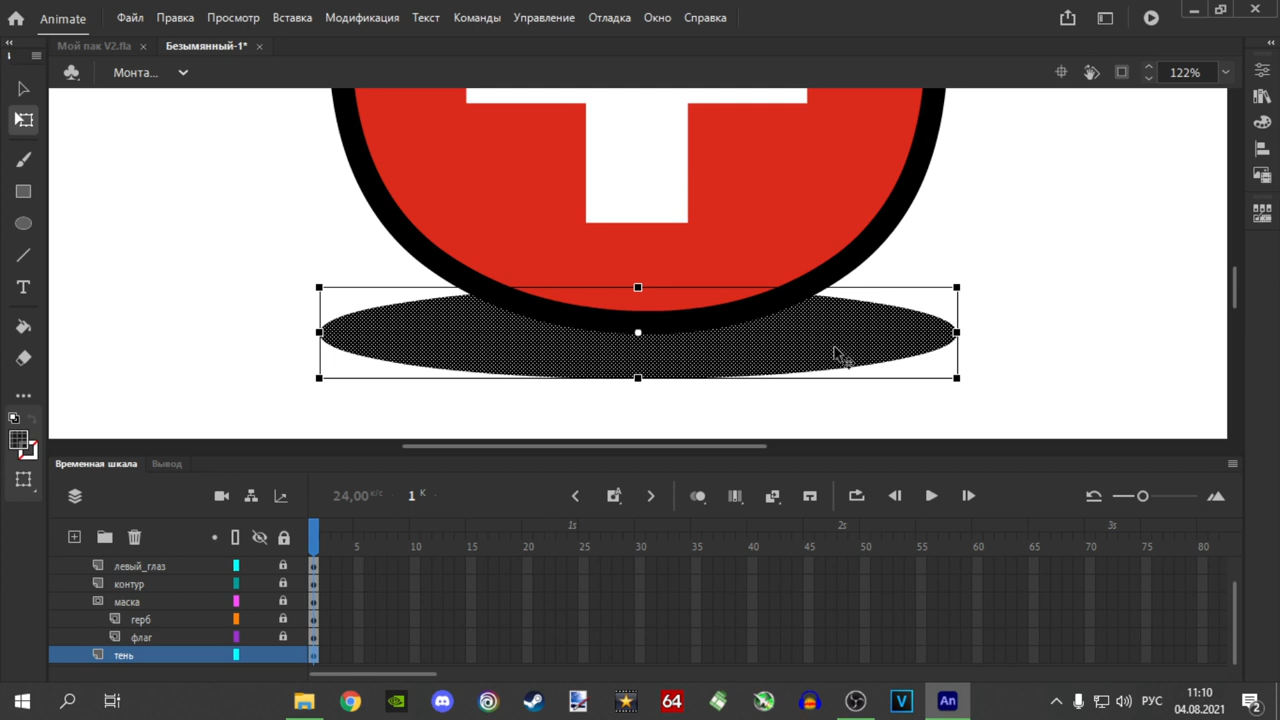 Animate Файл Правка Просмотр Вставка Модификация Текст Команды Управление Отладка Окно Справка
Мой пак V2.fla × Безымянный-1* ×
Монта... 122%
Временная шкала Вывод
24,00 к/с 1 К
1s 2s 3s
5 10 15 20 25 30 35 40 45 50 55 60 65 70 75 80
левый_глаз
контур
маска
герб
флаг
тень
64 V An РУС 11:10
04.08.2021 2